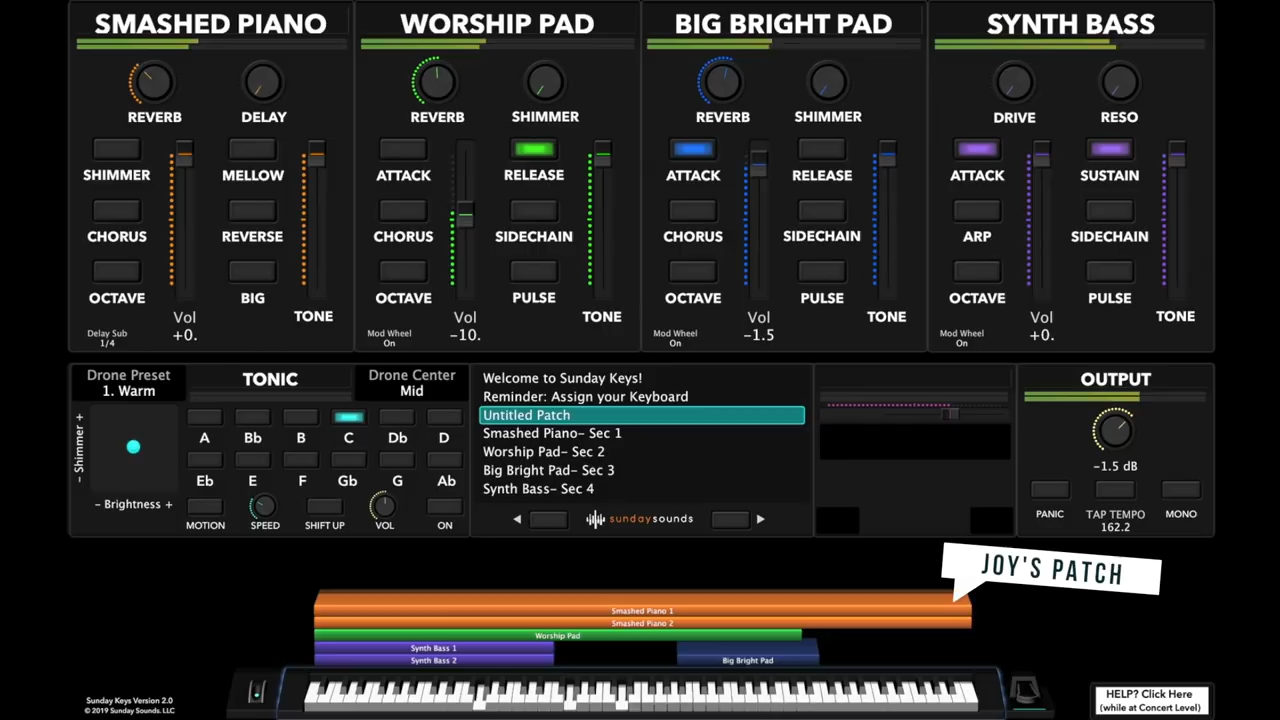 SMASHED PIANO
REVERB DELAY
SHIMMER MELLOW
CHORUS REVERSE
OCTAVE BIG
Vol TONE
Delay Sub
1/4
+0.
WORSHIP PAD
REVERB SHIMMER
ATTACK RELEASE
CHORUS SIDECHAIN
OCTAVE PULSE
Vol TONE
Mod Wheel
On
-10.
BIG BRIGHT PAD
REVERB SHIMMER
ATTACK RELEASE
CHORUS SIDECHAIN
OCTAVE PULSE
Vol TONE
Mod Wheel
On
-1.5
SYNTH BASS
DRIVE RESO
ATTACK SUSTAIN
ARP SIDECHAIN
OCTAVE PULSE
Vol TONE
Mod Wheel
On
+0.
Drone Preset
1. Warm
TONIC
Drone Center
Mid
- Shimmer +
- Brightness +
A Bb B C Db D
Eb E F Gb G Ab
MOTION SPEED SHIFT UP VOL ON
Welcome to Sunday Keys!
Reminder: Assign your Keyboard
Untitled Patch
Smashed Piano- Sec 1
Worship Pad- Sec 2
Big Bright Pad- Sec 3
Synth Bass- Sec 4
sundaysounds
OUTPUT
-1.5 dB
PANIC TAP TEMPO MONO
162.2
JOY'S PATCH
Smashed Piano 1
Smashed Piano 2
Worship Pad
Synth Bass 1
Synth Bass 2 Big Bright Pad
Sunday Keys Version 2.0
© 2019 Sunday Sounds. LLC
HELP? Click Here
(while at Concert Level)